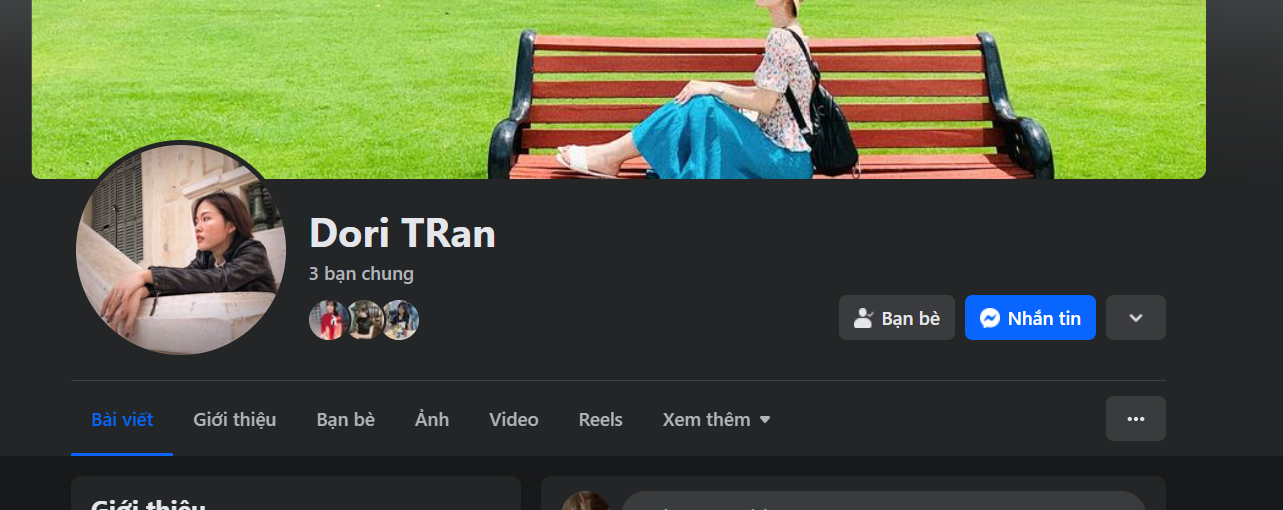 Dori TRan
3 bạn chung
Bạn bè
Nhắn tin
Bài viết
Giới thiệu
Bạn bè
Ảnh
Video
Reels
Xem thêm
Giới thiệu